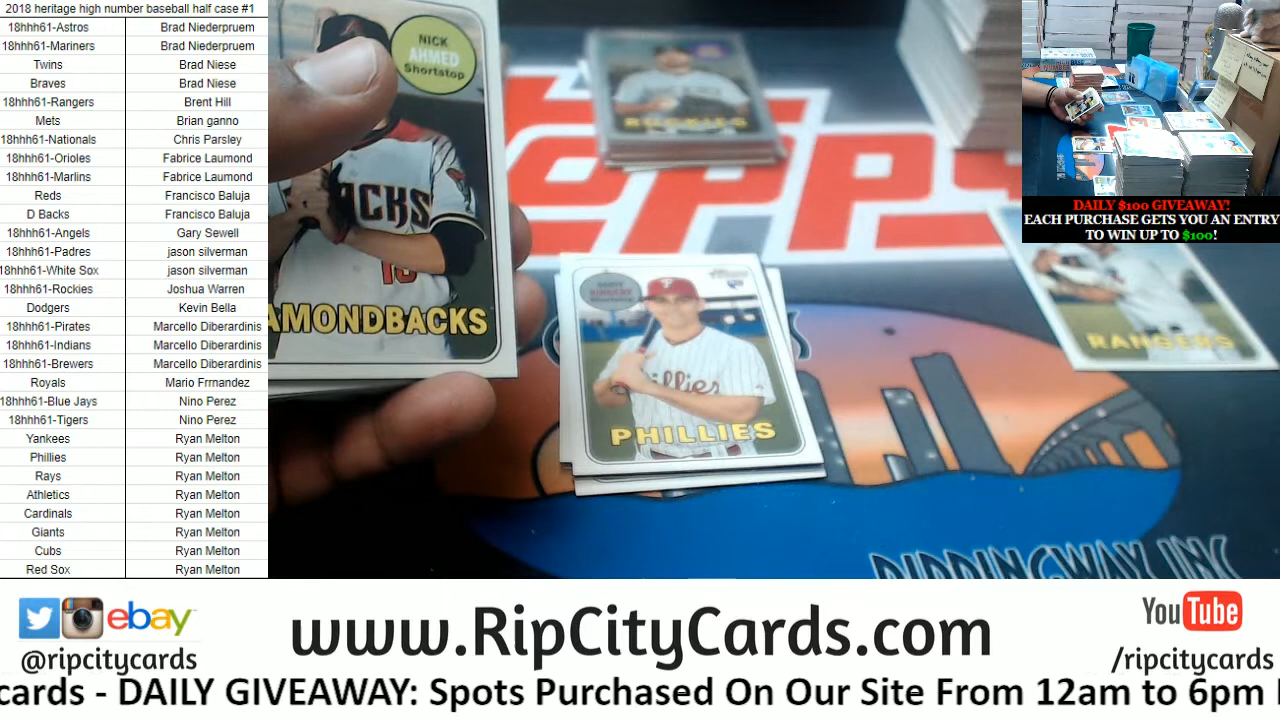 2018 heritage high number baseball half case #1
18hhh61-Astros Brad Niederpruem
18hhh61-Mariners Brad Niederpruem
Twins Brad Niese
Braves Brad Niese
18hhh61-Rangers Brent Hill
Mets Brian ganno
18hhh61-Nationals Chris Parsley
18hhh61-Orioles Fabrice Laumond
18hhh61-Marlins Fabrice Laumond
Reds Francisco Baluja
D Backs Francisco Baluja
18hhh61-Angels Gary Sewell
18hhh61-Padres jason silverman
18hhh61-White Sox jason silverman
18hhh61-Rockies Joshua Warren
Dodgers Kevin Bella
18hhh61-Pirates Marcello Diberardinis
18hhh61-Indians Marcello Diberardinis
18hhh61-Brewers Marcello Diberardinis
Royals Mario Frrnandez
18hhh61-Blue Jays Nino Perez
18hhh61-Tigers Nino Perez
Yankees Ryan Melton
Phillies Ryan Melton
Rays Ryan Melton
Athletics Ryan Melton
Cardinals Ryan Melton
Giants Ryan Melton
Cubs Ryan Melton
Red Sox Ryan Melton
NICK
AHMED
Shortstop
ACKS
13
AMONDBACKS
ROCKIES
TOPPS
Phillies
PHILLIES
RANGERS
RIPPINGWAY INC
DAILY $100 GIVEAWAY!
EACH PURCHASE GETS YOU AN ENTRY
TO WIN UP TO $100!
ebay
@ripcitycards
www.RipCityCards.com
YouTube
/ripcitycards
cards - DAILY GIVEAWAY: Spots Purchased On Our Site From 12am to 6pm